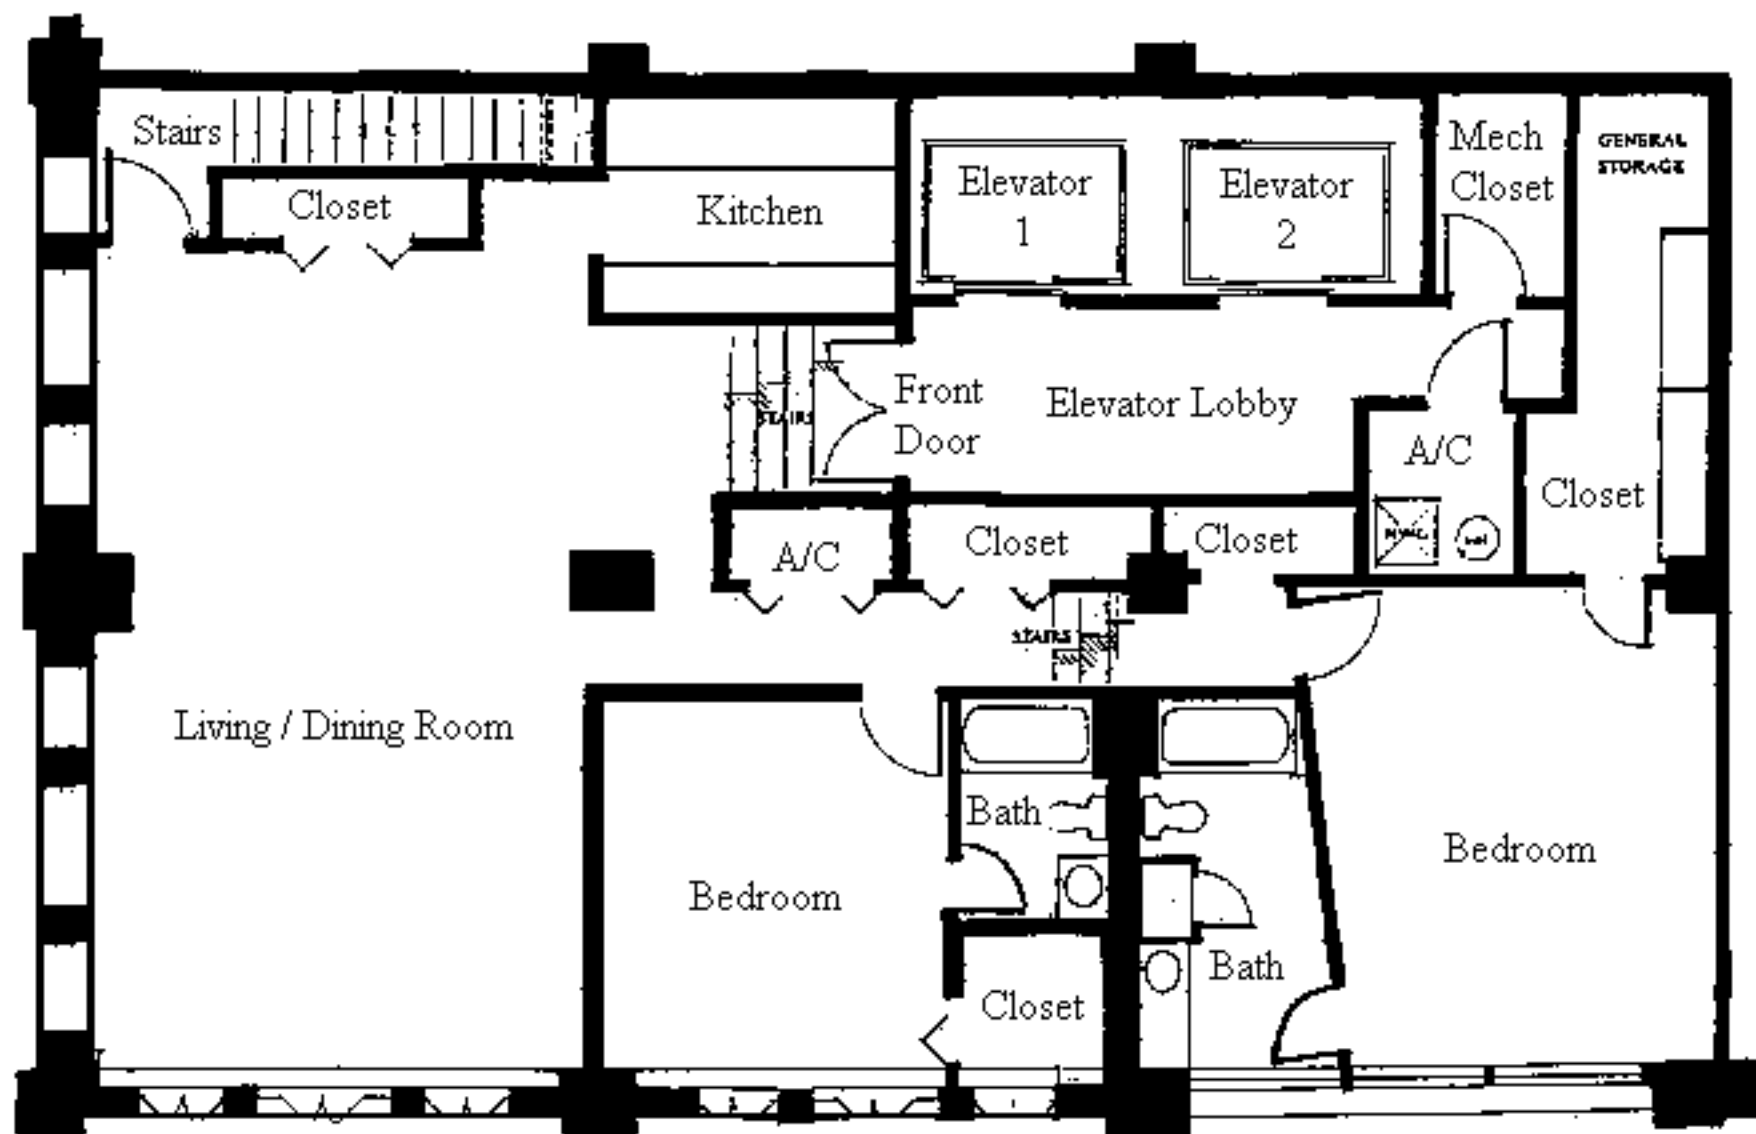 Stairs
Closet
Kitchen
Elevator
1
Elevator
2
Mech
Closet
GENERAL
STORAGE
STAIRS
Front
Door
Elevator Lobby
A/C
Closet
A/C
Closet
Closet
STAIRS
Living / Dining Room
Bath
Bedroom
Bedroom
Closet
Bath